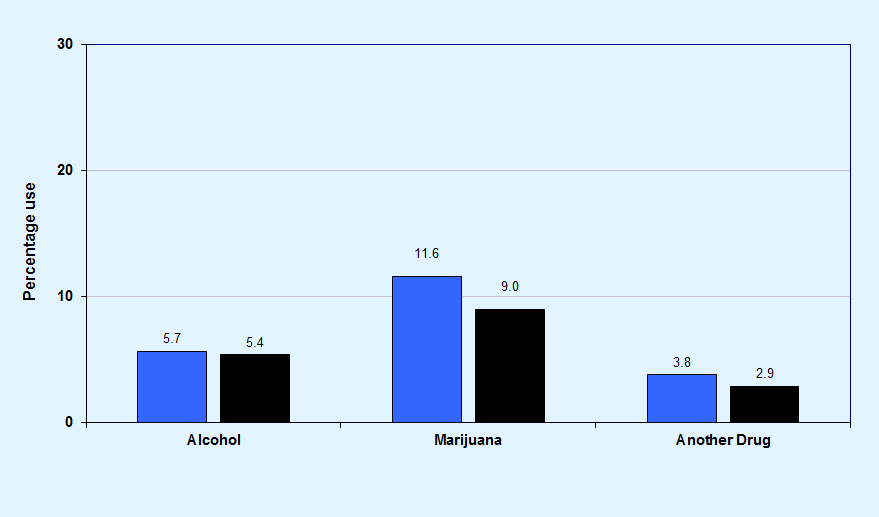 30
20
10
0
Percentage use
5.7
5.4
11.6
9.0
3.8
2.9
Alcohol
Marijuana
Another Drug